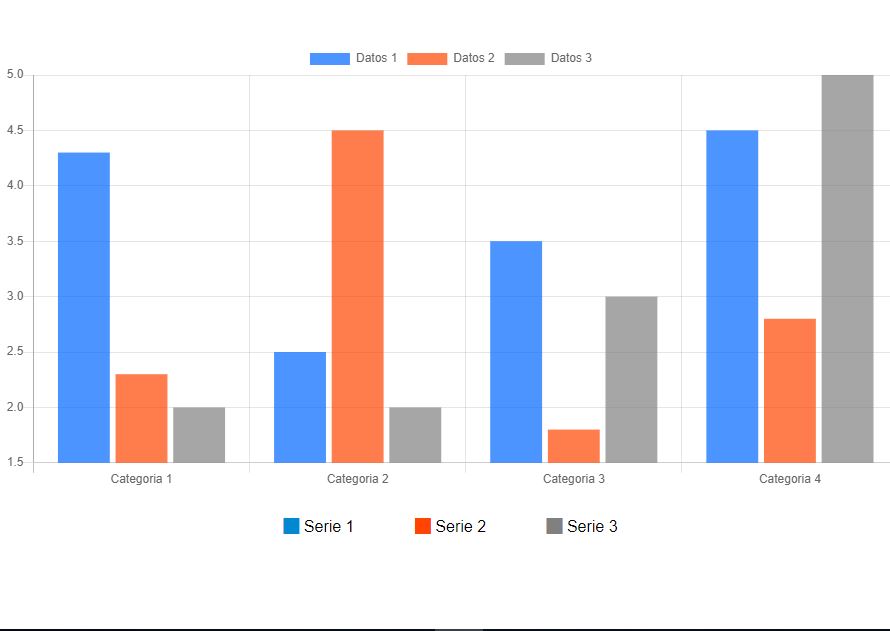 Datos 1 Datos 2 Datos 3
5.0
4.5
4.0
3.5
3.0
2.5
2.0
1.5
Categoria 1 Categoria 2 Categoria 3 Categoria 4
Serie 1 Serie 2 Serie 3